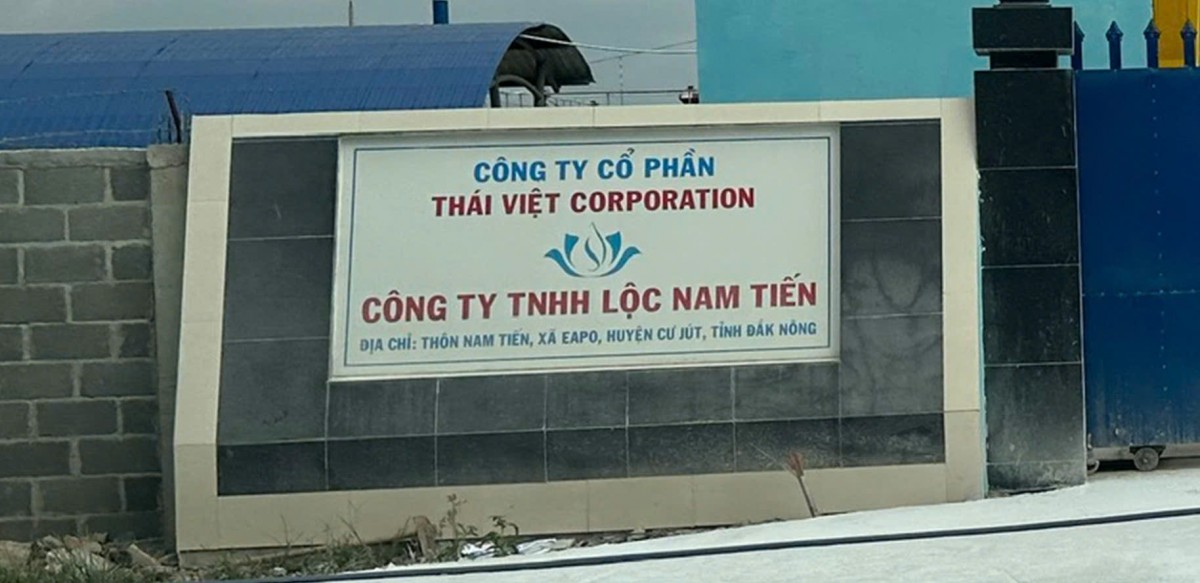 CÔNG TY CỔ PHẦN
THÁI VIỆT CORPORATION
CÔNG TY TNHH LỘC NAM TIẾN
ĐỊA CHỈ: THÔN NAM TIẾN, XÃ EAPO, HUYỆN CƯ JÚT, TỈNH ĐẮK NÔNG